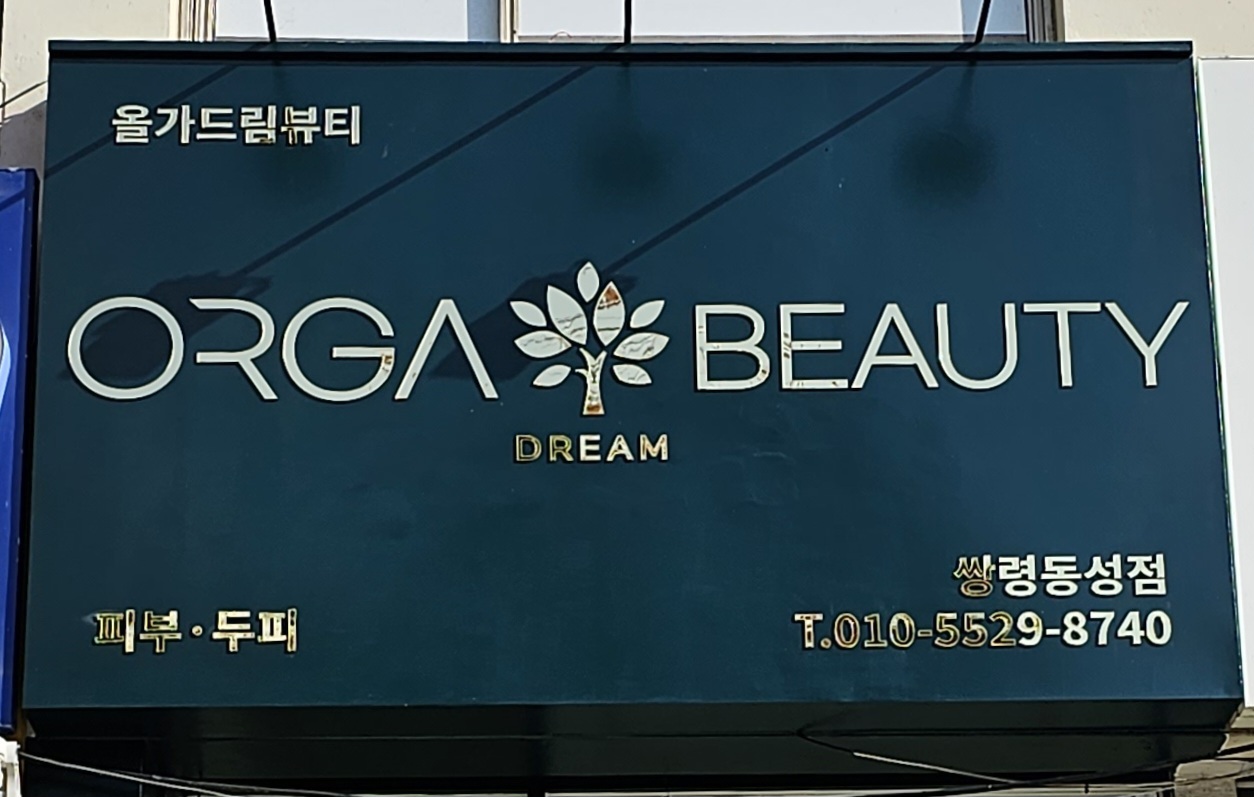 올가드림뷰티
ORGA BEAUTY
DREAM
피부·두피
쌍령동성점
T.010-5529-8740